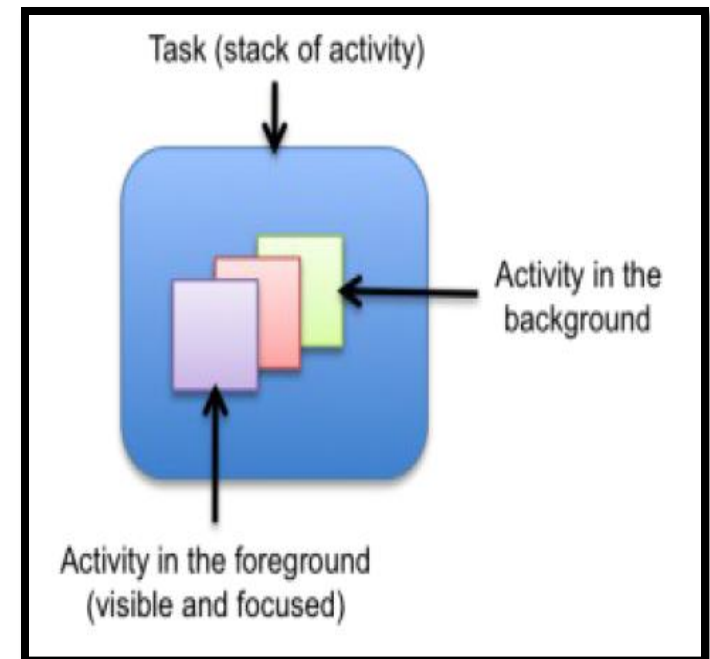 Task (stack of activity)
Activity in the
background
Activity in the foreground
(visible and focused)